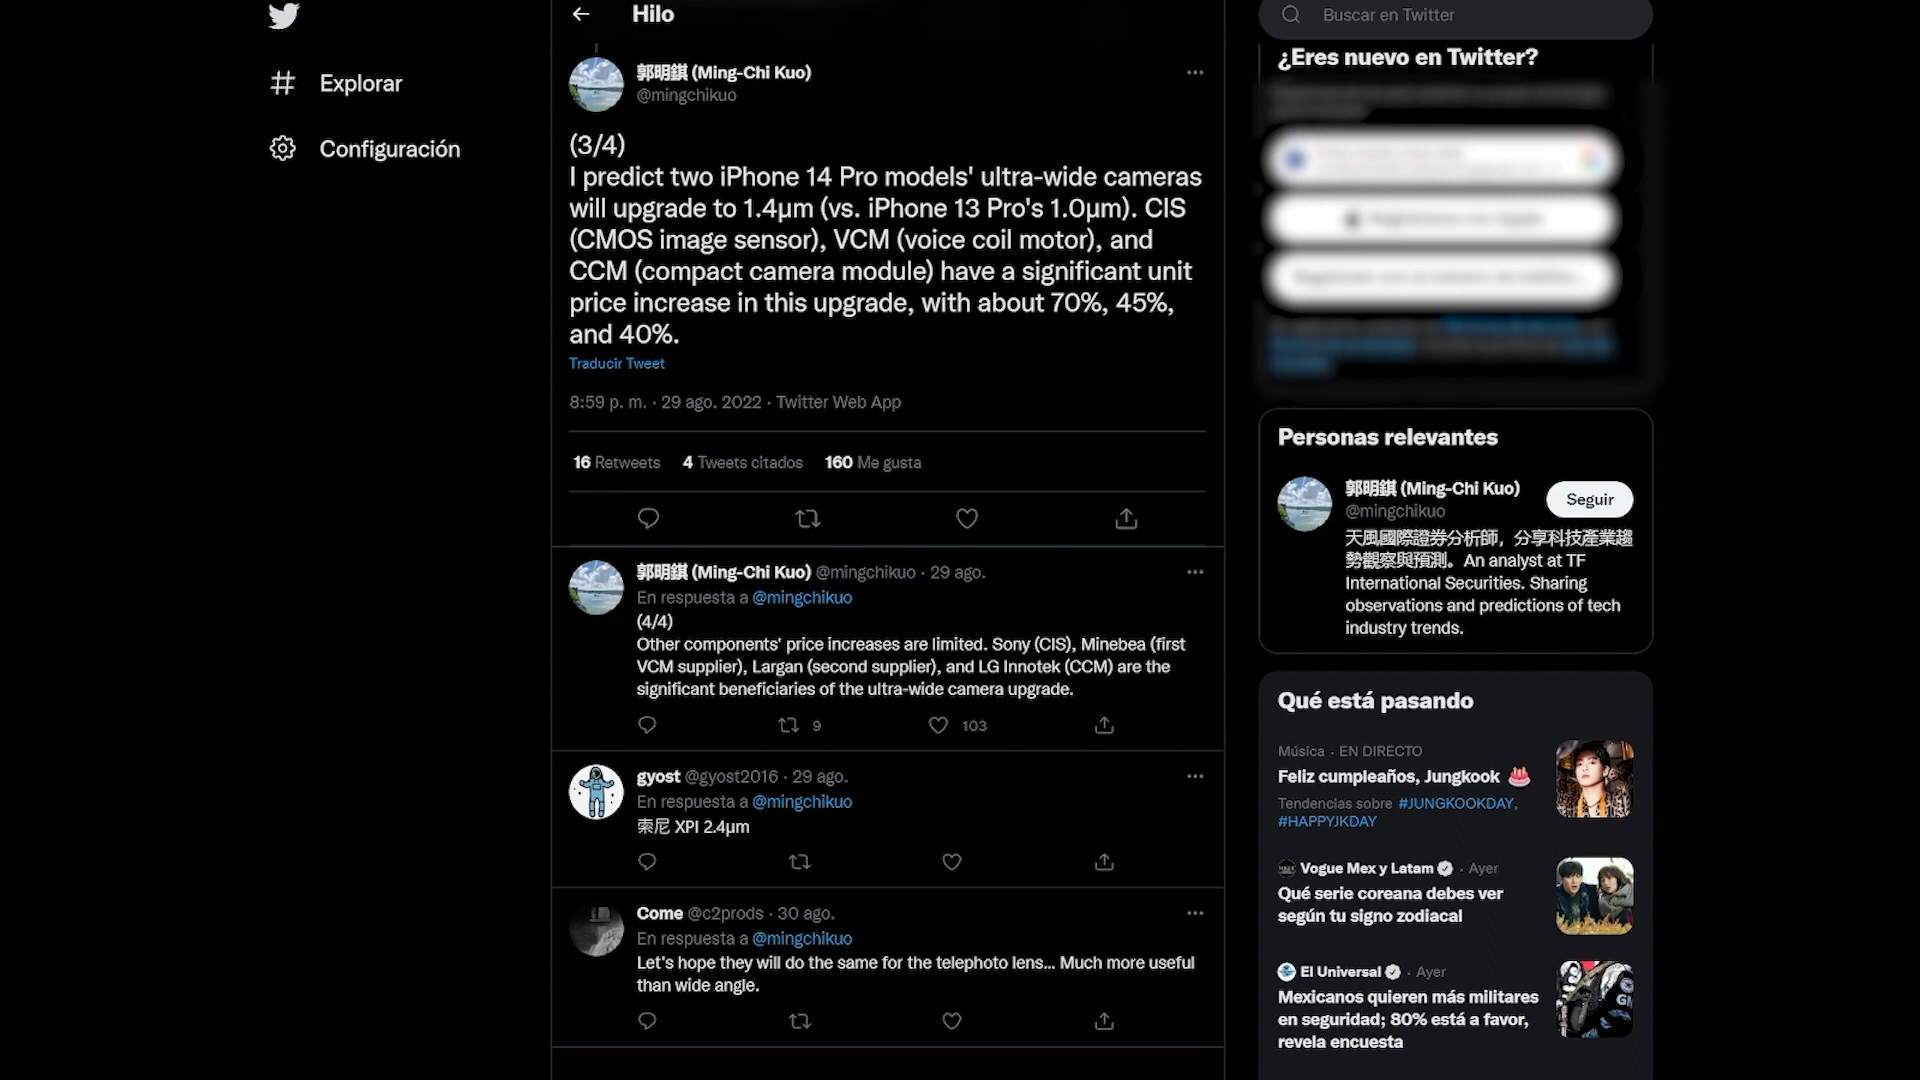 Hilo
Buscar en Twitter
Explorar
Configuración
郭明錤 (Ming-Chi Kuo)
@mingchikuo
(3/4)
I predict two iPhone 14 Pro models' ultra-wide cameras
will upgrade to 1.4µm (vs. iPhone 13 Pro's 1.0µm). CIS
(CMOS image sensor), VCM (voice coil motor), and
CCM (compact camera module) have a significant unit
price increase in this upgrade, with about 70%, 45%,
and 40%.
Traducir Tweet
8:59 p. m. · 29 ago. 2022 · Twitter Web App
16 Retweets 4 Tweets citados 160 Me gusta
郭明錤 (Ming-Chi Kuo) @mingchikuo · 29 ago.
En respuesta a @mingchikuo
(4/4)
Other components' price increases are limited. Sony (CIS), Minebea (first
VCM supplier), Largan (second supplier), and LG Innotek (CCM) are the
significant beneficiaries of the ultra-wide camera upgrade.
9 103
gyost @gyost2016 · 29 ago.
En respuesta a @mingchikuo
索尼 XPI 2.4µm
Come @c2prods · 30 ago.
En respuesta a @mingchikuo
Let's hope they will do the same for the telephoto lens... Much more useful
than wide angle.
¿Eres nuevo en Twitter?
Personas relevantes
郭明錤 (Ming-Chi Kuo)
@mingchikuo
Seguir
天風國際證券分析師，分享科技產業趨
勢觀察與預測。An analyst at TF
International Securities. Sharing
observations and predictions of tech
industry trends.
Qué está pasando
Música · EN DIRECTO
Feliz cumpleaños, Jungkook
Tendencias sobre #JUNGKOOKDAY,
#HAPPYJKDAY
Vogue Mex y Latam · Ayer
Qué serie coreana debes ver
según tu signo zodiacal
El Universal · Ayer
Mexicanos quieren más militares
en seguridad; 80% está a favor,
revela encuesta